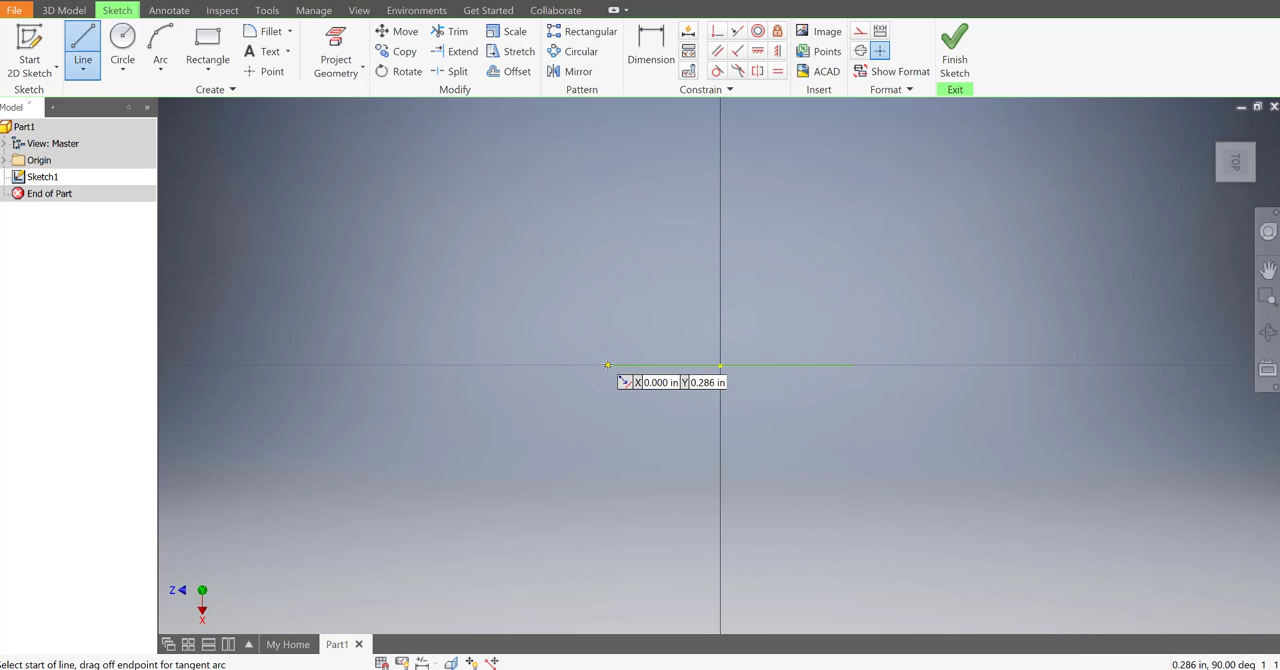 File 3D Model Sketch Annotate Inspect Tools Manage View Environments Get Started Collaborate
Start
2D Sketch
Line
Circle
Arc
Rectangle
Fillet
Text
Point
Project
Geometry
Move Trim Scale
Copy Extend Stretch
Rotate Split Offset
Rectangular
Circular
Mirror
Dimension
Image
Points
ACAD
Show Format
Finish
Sketch
Sketch Create Modify Pattern Constrain Insert Format Exit
Model
Part1
View: Master
Origin
Sketch1
End of Part
TOP
X 0.000 in Y 0.286 in
Z
Y
X
My Home Part1
Select start of line, drag off endpoint for tangent arc
0.286 in, 90.00 deg 1 1